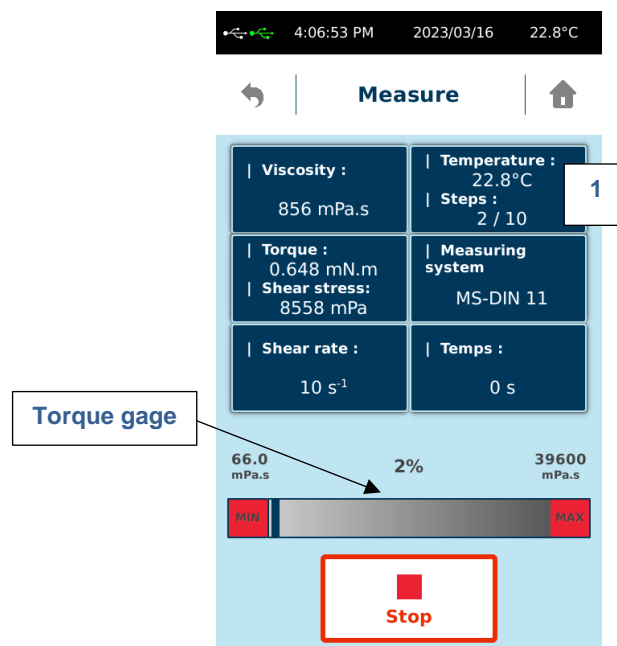 4:06:53 PM 2023/03/16 22.8°C
Measure
| Viscosity :
856 mPa.s
| Temperature :
22.8°C
| Steps :
2 / 10
1
| Torque :
0.648 mN.m
| Shear stress:
8558 mPa
| Measuring
system
MS-DIN 11
| Shear rate :
10 s⁻¹
| Temps :
0 s
Torque gage
66.0
mPa.s
2%
39600
mPa.s
MIN
MAX
Stop